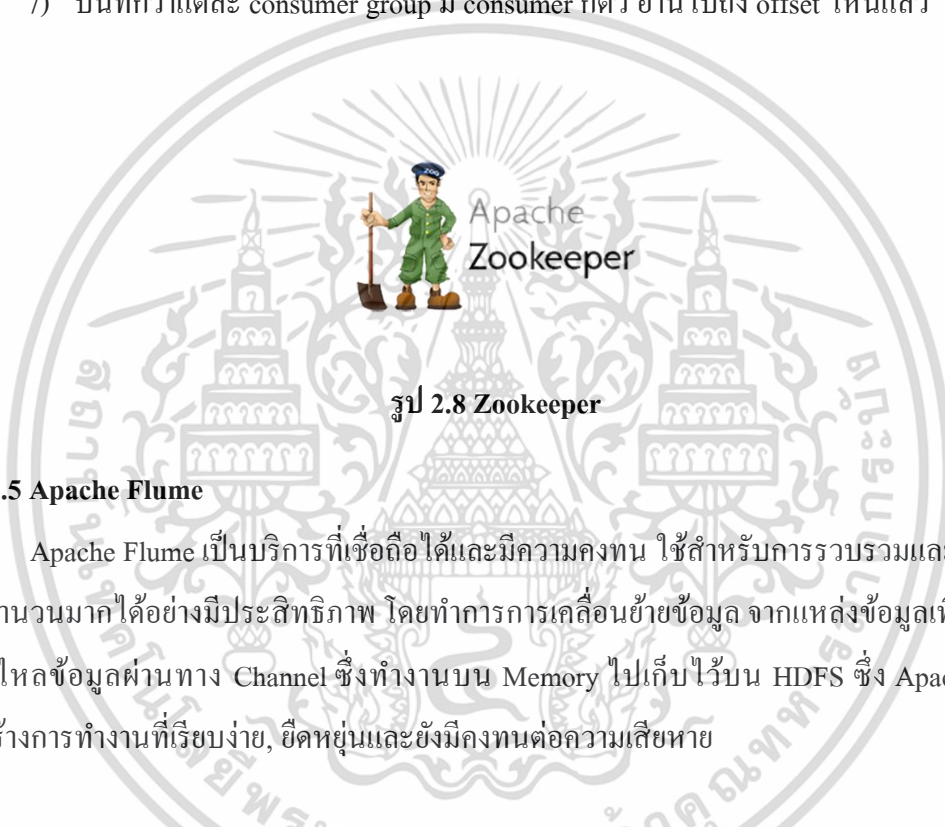 7) บันทึกว่าแต่ละ consumer group มี consumer กี่ตัว อ่านไปถึง offset ไหนแล้ว
ZOO
Apache
Zookeeper
รูป 2.8 Zookeeper
.5 Apache Flume
Apache Flume เป็นบริการที่เชื่อถือได้และมีความคงทน ใช้สำหรับการรวบรวมและ
ำนวนมากได้อย่างมีประสิทธิภาพ โดยทำการการเคลื่อนย้ายข้อมูล จากแหล่งข้อมูลเพื
ไหลข้อมูลผ่านทาง Channel ซึ่งทำงานบน Memory ไปเก็บไว้บน HDFS ซึ่ง Apac
ร้างการทำงานที่เรียบง่าย, ยืดหยุ่นและยังมีคงทนต่อความเสียหาย